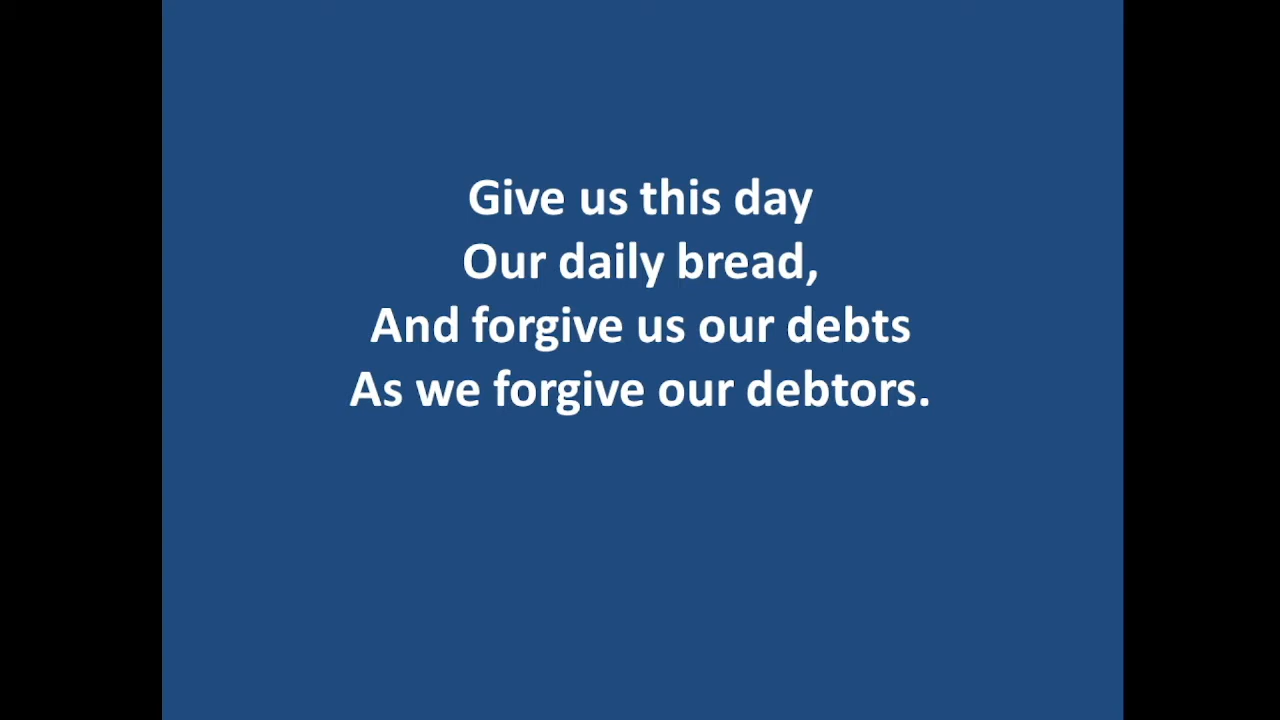 Give us this day
Our daily bread,
And forgive us our debts
As we forgive our debtors.